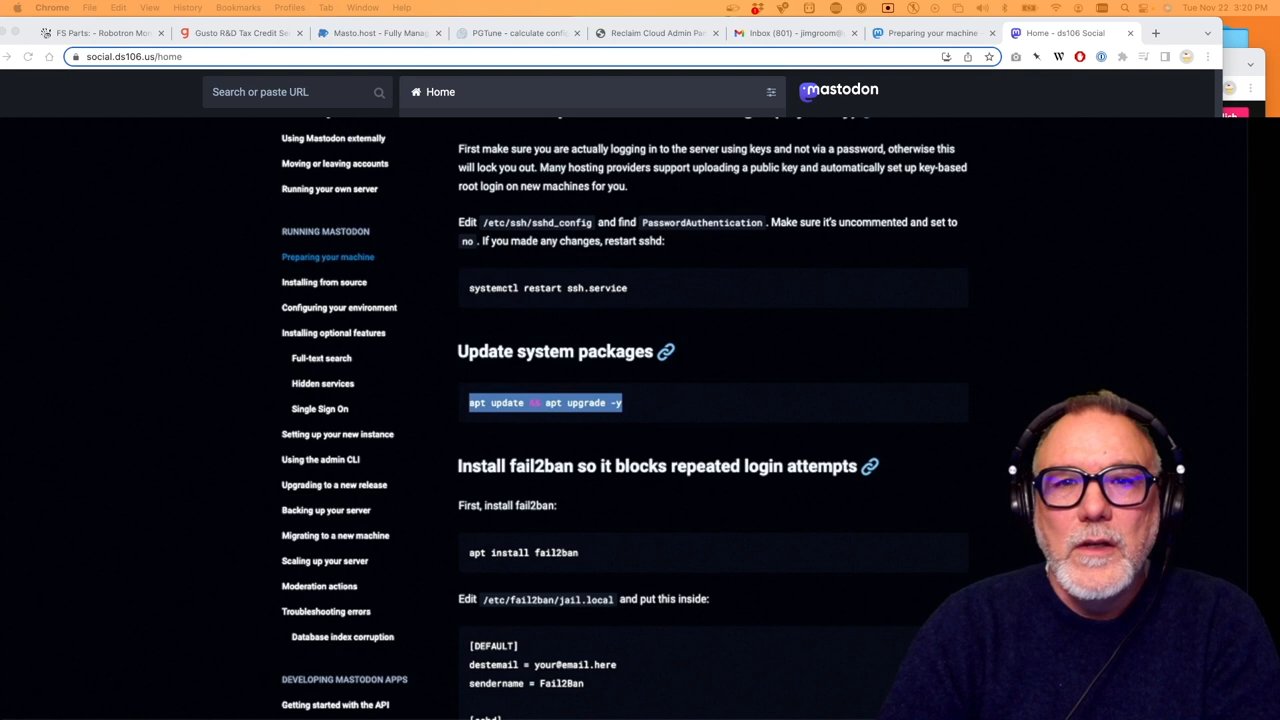 Chrome File Edit View History Bookmarks Profiles Tab Window Help Tue Nov 22 3:20 PM
FS Parts: - Robotron Mon Gusto R&D Tax Credit Ser Masto.host - Fully Mana PGTune - calculate config Reclaim Cloud Admin Pa Inbox (801) - jimgroom@ Preparing your machine Home - ds106 Social
social.ds106.us/home
Search or paste URL
Home
mastodon
Using Mastodon externally
Moving or leaving accounts
Running your own server
RUNNING MASTODON
Preparing your machine
Installing from source
Configuring your environment
Installing optional features
Full-text search
Hidden services
Single Sign On
Setting up your new instance
Using the admin CLI
Upgrading to a new release
Backing up your server
Migrating to a new machine
Scaling up your server
Moderation actions
Troubleshooting errors
Database index corruption
DEVELOPING MASTODON APPS
Getting started with the API
First make sure you are actually logging in to the server using keys and not via a password, otherwise this
will lock you out. Many hosting providers support uploading a public key and automatically set up key-based
root login on new machines for you.
Edit /etc/ssh/sshd_config and find PasswordAuthentication. Make sure it's uncommented and set to
no. If you made any changes, restart sshd:
systemctl restart ssh.service
Update system packages
apt update && apt upgrade -y
Install fail2ban so it blocks repeated login attempts
First, install fail2ban:
apt install fail2ban
Edit /etc/fail2ban/jail.local and put this inside:
[DEFAULT]
destemail = your@email.here
sendername = Fail2Ban